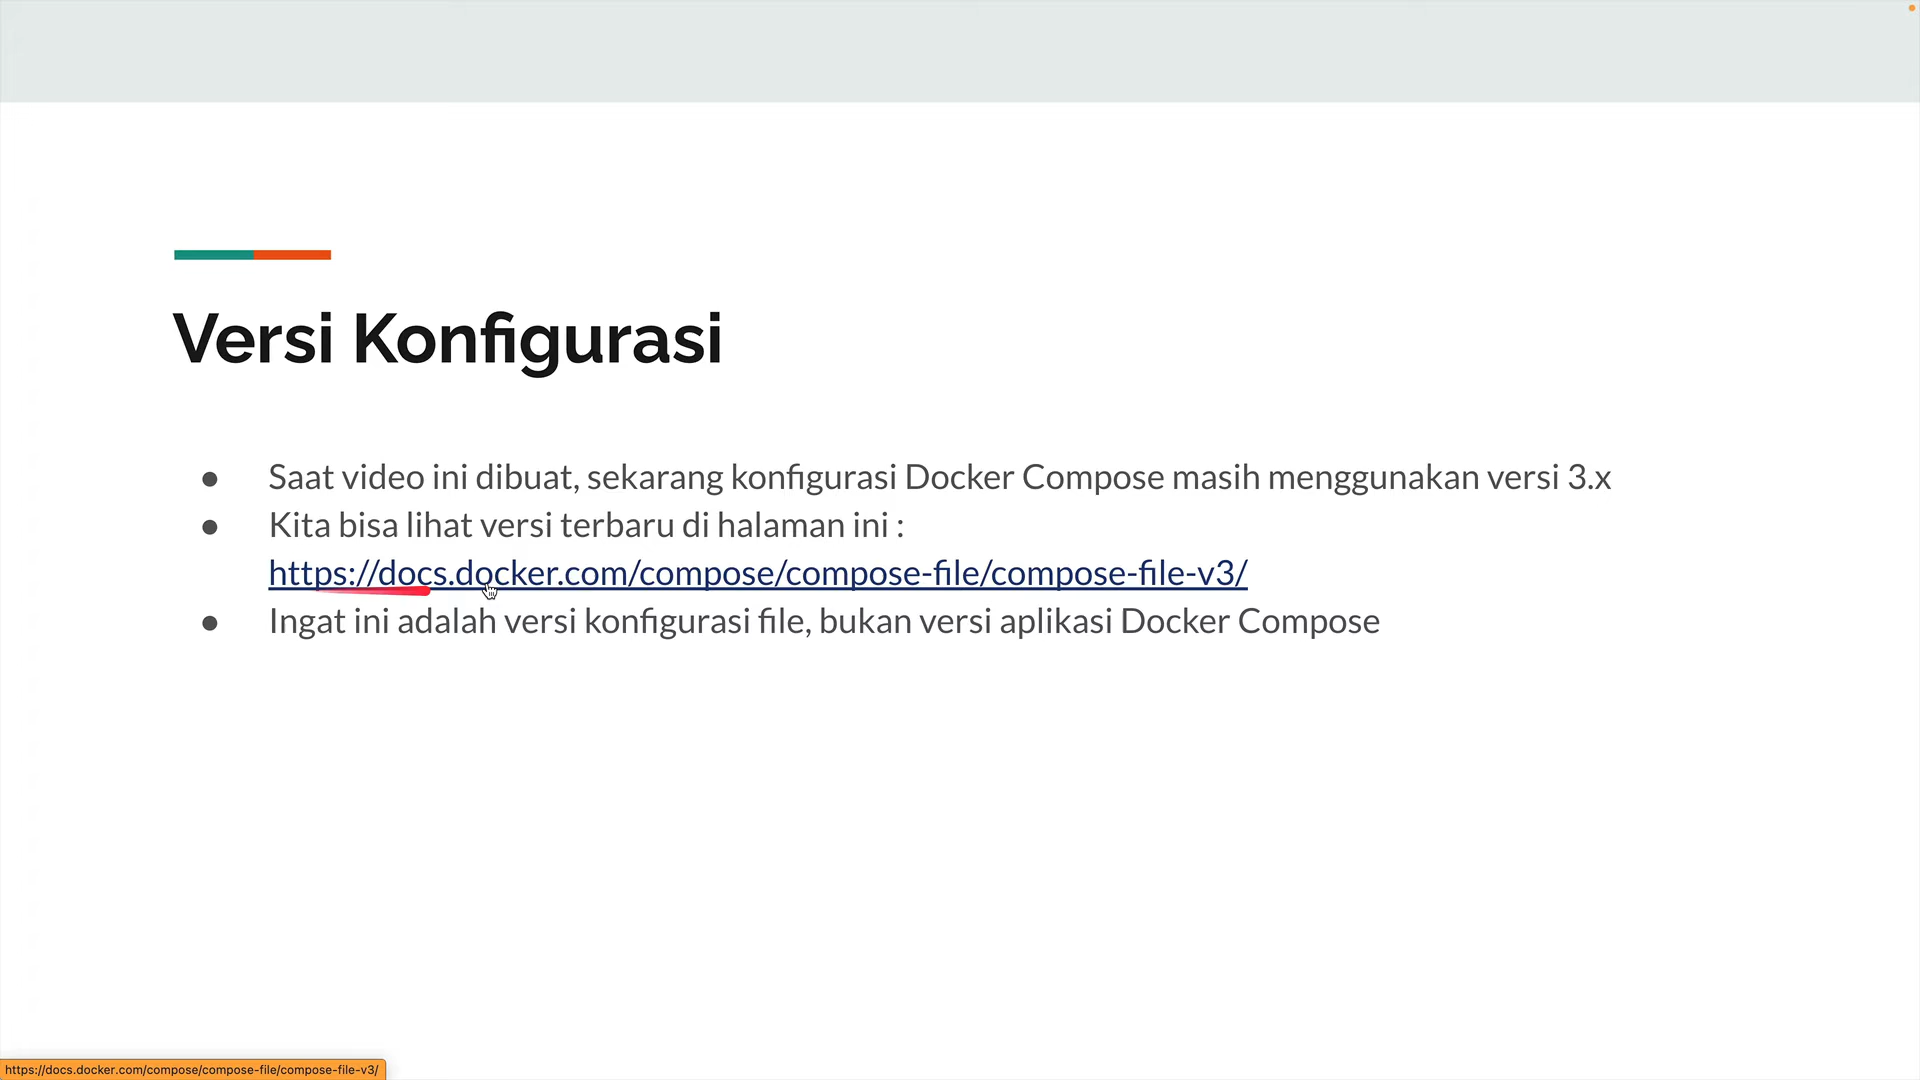 Versi Konfigurasi
● Saat video ini dibuat, sekarang konfigurasi Docker Compose masih menggunakan versi 3.x
● Kita bisa lihat versi terbaru di halaman ini :
https://docs.docker.com/compose/compose-file/compose-file-v3/
● Ingat ini adalah versi konfigurasi file, bukan versi aplikasi Docker Compose
https://docs.docker.com/compose/compose-file/compose-file-v3/